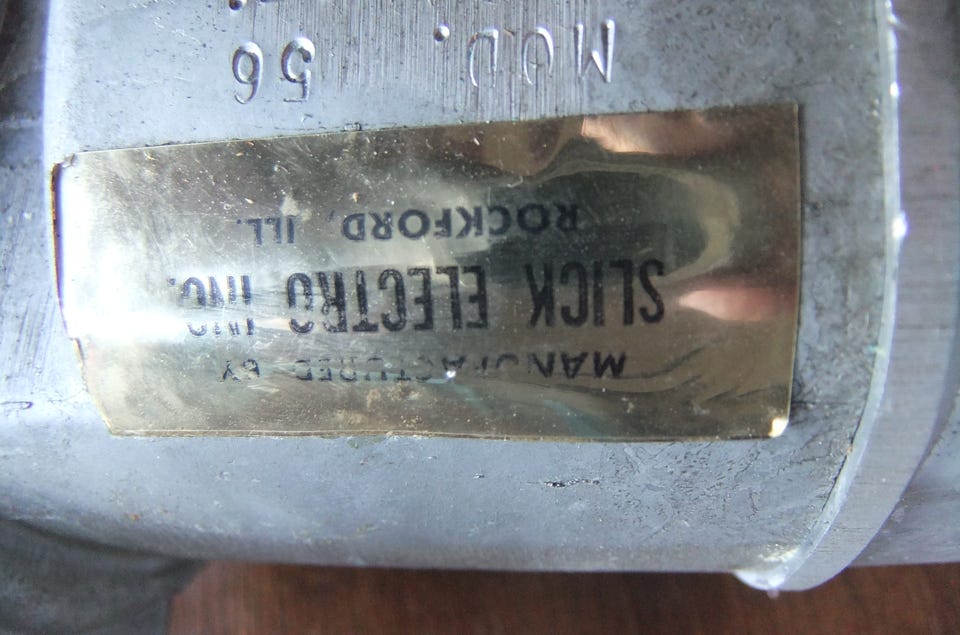 MANUFACTURED BY
SLICK ELECTRO INC.
ROCKFORD, ILL.
MOD. 56